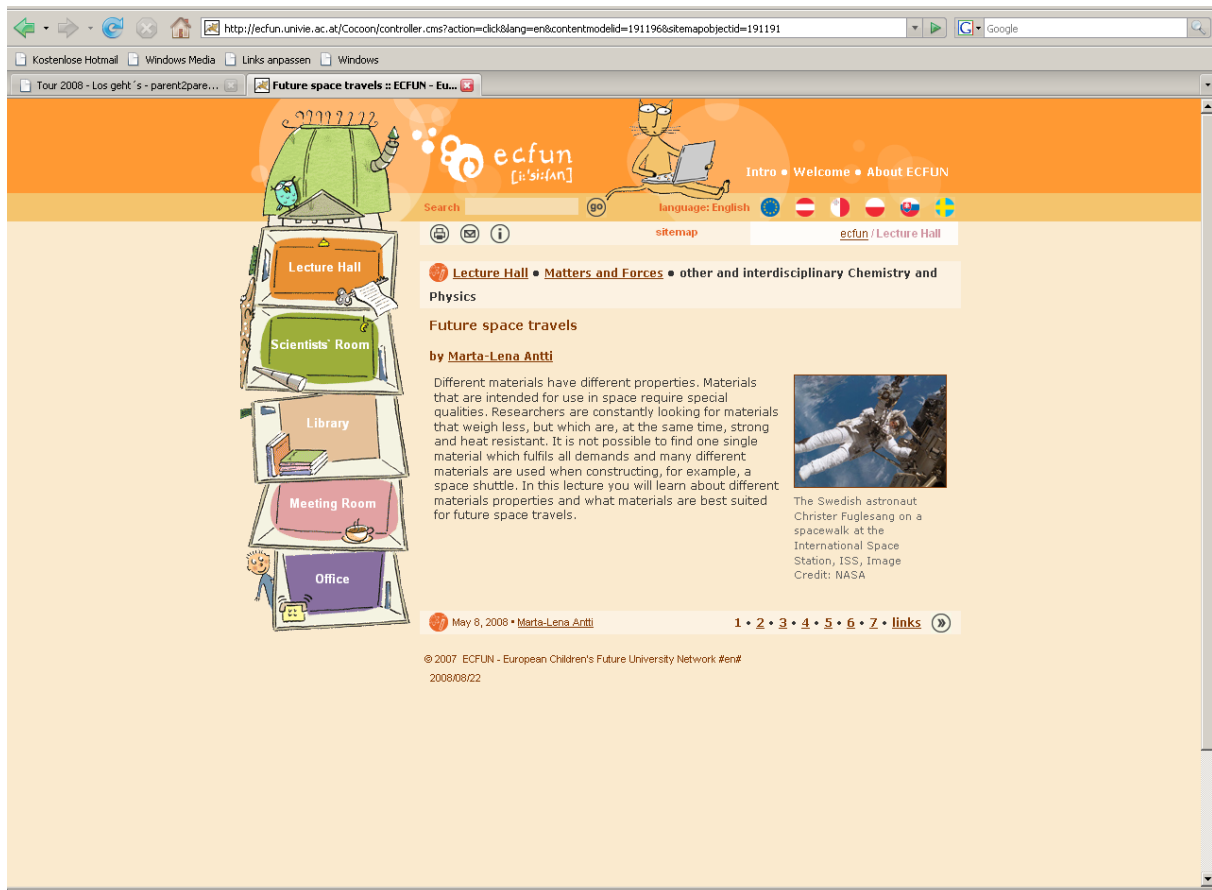 http://ecfun.univie.ac.at/Cocoon/controller.cms?action=click&lang=en&contentmodelid=191196&sitemapobjectid=191191
G Google
Kostenlose Hotmail Windows Media Links anpassen Windows
Tour 2008 - Los geht´s - parent2pare... Future space travels :: ECFUN - Eu...
ecfun
[i:'si:fʌn]
Intro • Welcome • About ECFUN
Search go language: English
sitemap
ecfun / Lecture Hall
Lecture Hall
Scientists' Room
Library
Meeting Room
Office
Lecture Hall • Matters and Forces • other and interdisciplinary Chemistry and
Physics
Future space travels
by Marta-Lena Antti
Different materials have different properties. Materials
that are intended for use in space require special
qualities. Researchers are constantly looking for materials
that weigh less, but which are, at the same time, strong
and heat resistant. It is not possible to find one single
material which fulfils all demands and many different
materials are used when constructing, for example, a
space shuttle. In this lecture you will learn about different
materials properties and what materials are best suited
for future space travels.
The Swedish astronaut
Christer Fuglesang on a
spacewalk at the
International Space
Station, ISS, Image
Credit: NASA
May 8, 2008 • Marta-Lena Antti
1 • 2 • 3 • 4 • 5 • 6 • 7 • links
© 2007 ECFUN - European Children's Future University Network #en#
2008/08/22